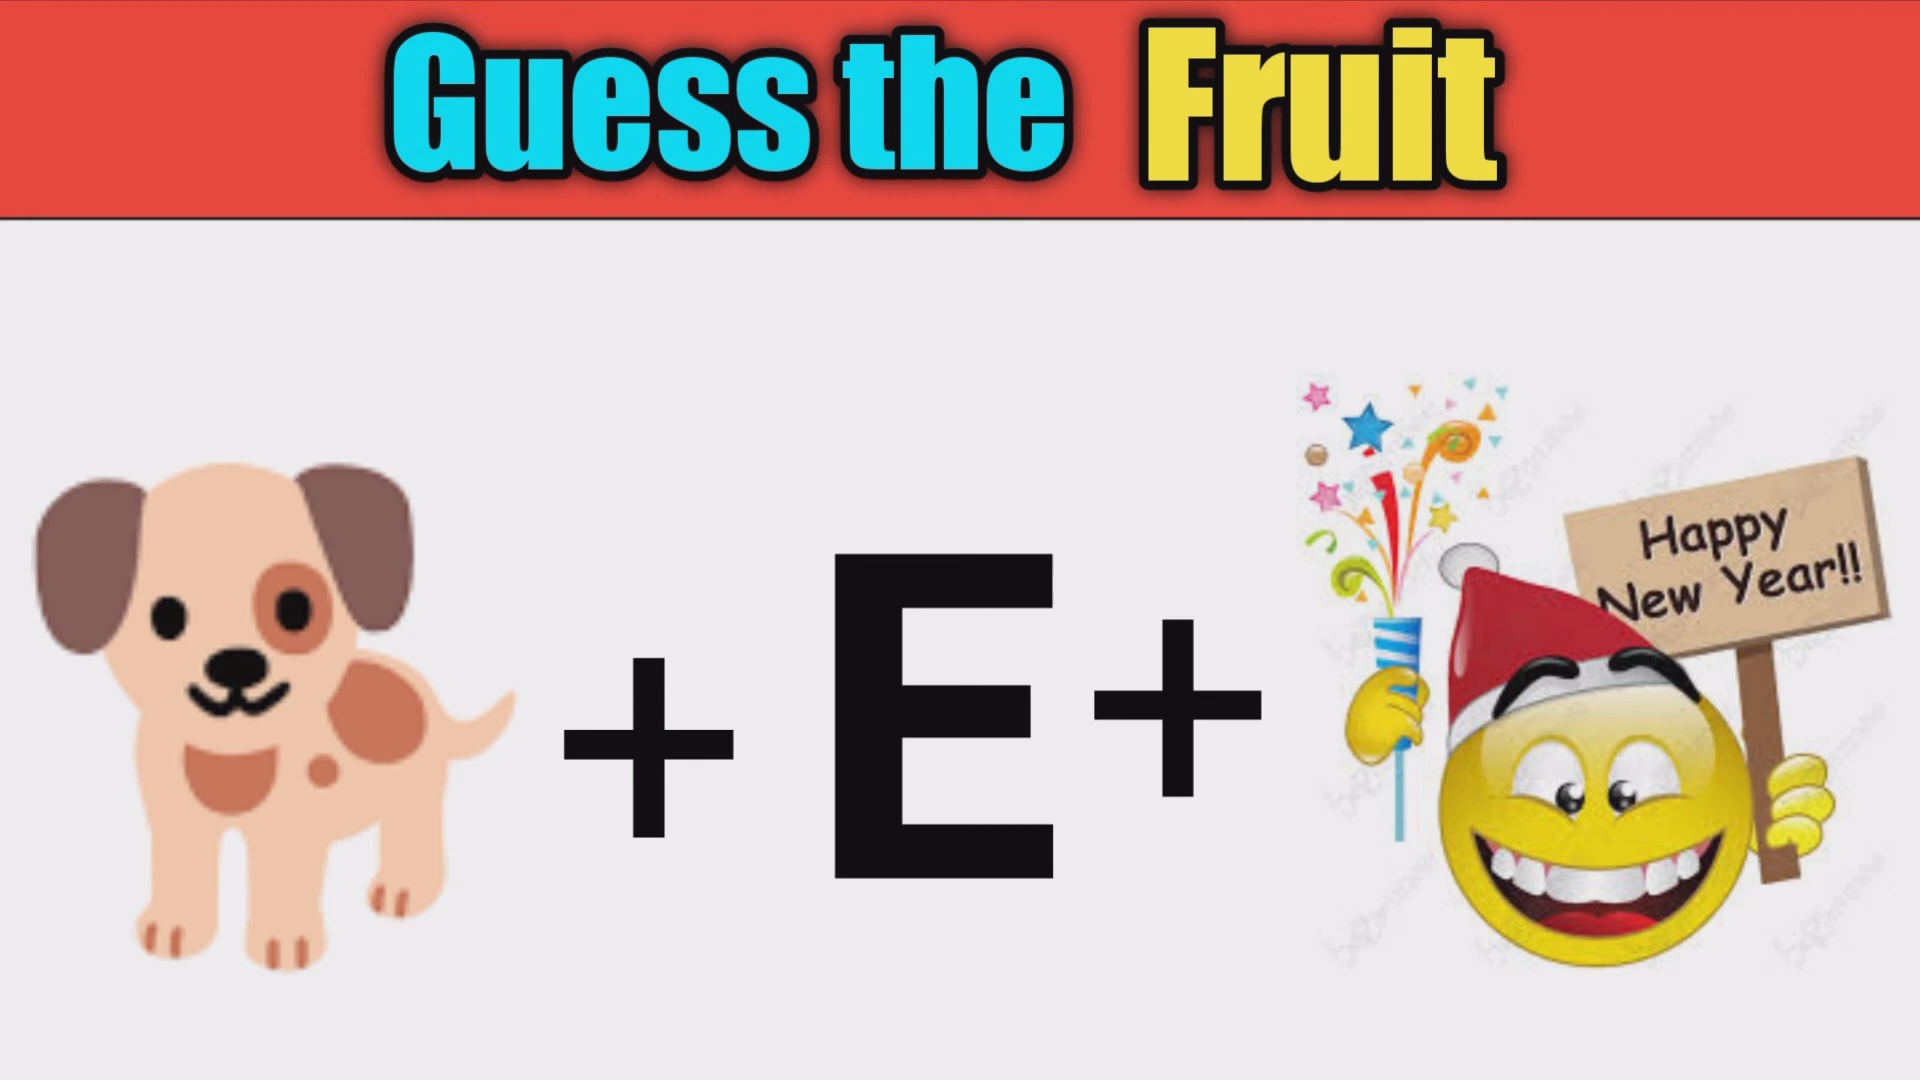 Guess the Fruit
+ E +
Happy
New Year!!